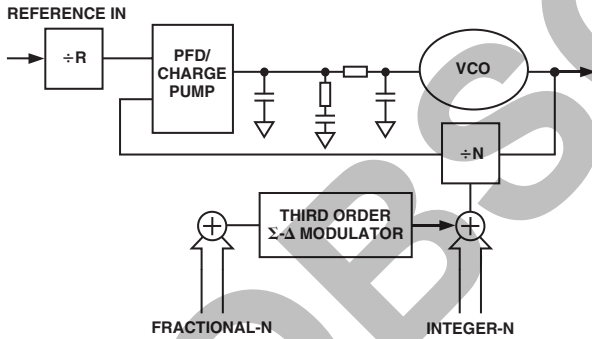 REFERENCE IN
÷R
PFD/
CHARGE
PUMP
VCO
÷N
THIRD ORDER
Σ-Δ MODULATOR
FRACTIONAL-N
INTEGER-N